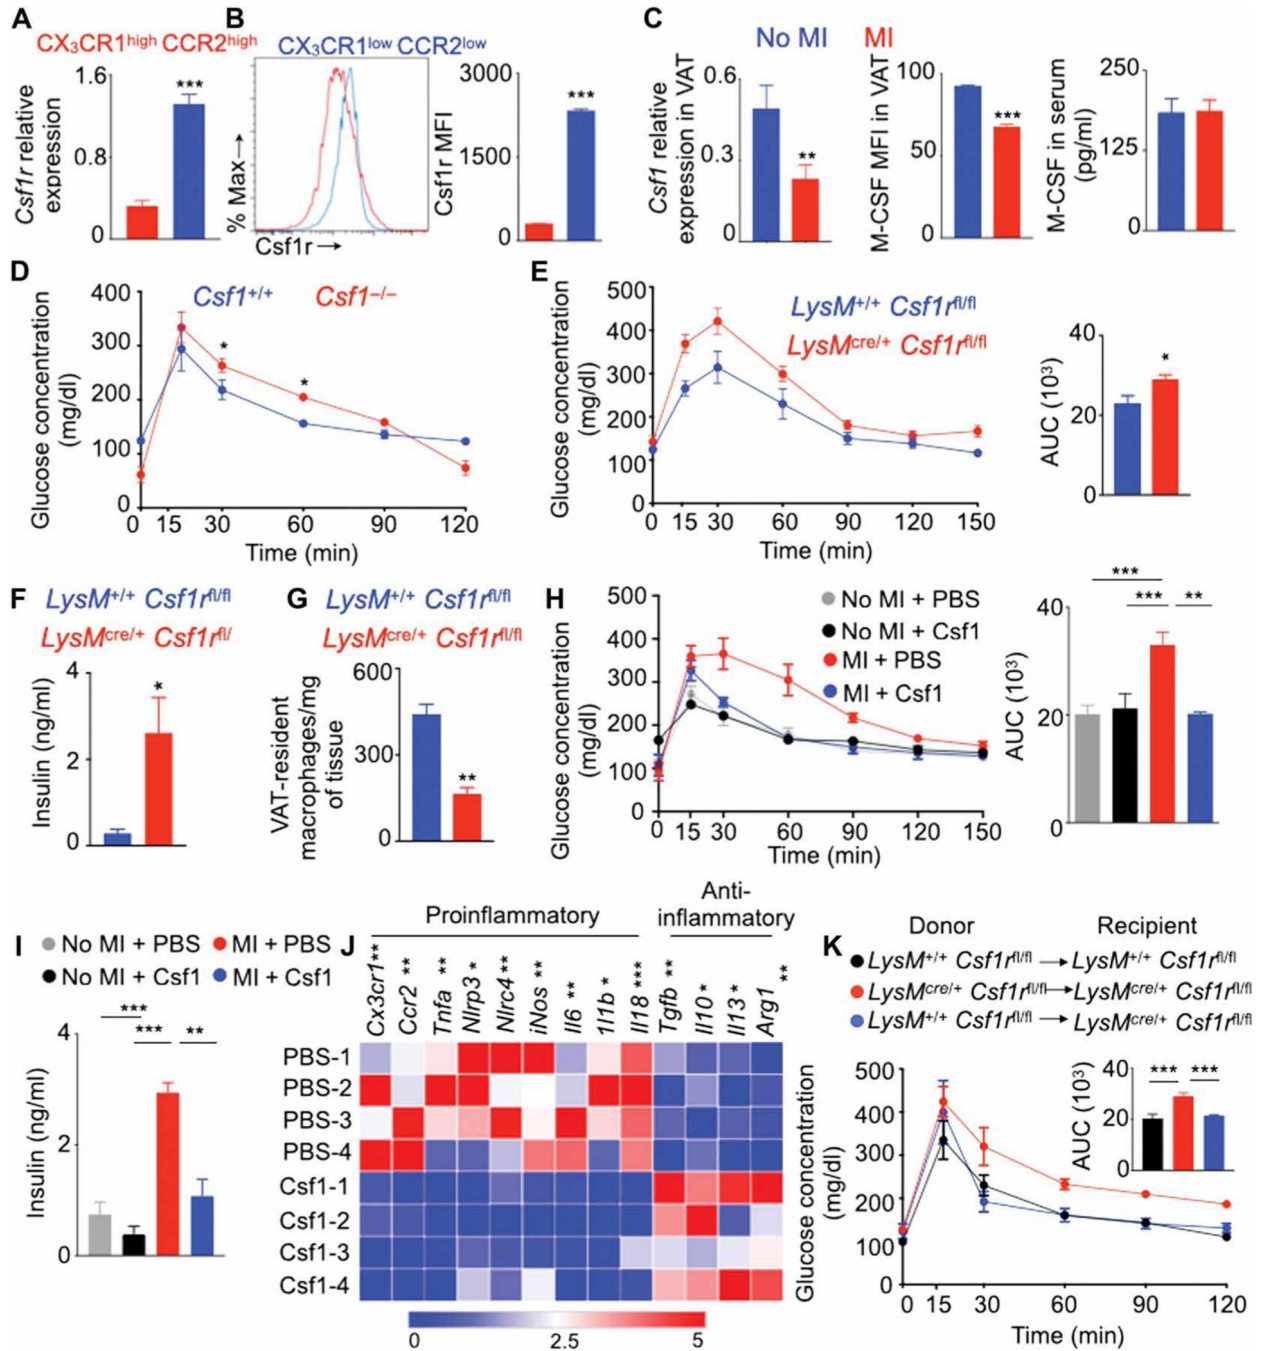 A
CX₃CR1ʰⁱᵍʰ CCR2ʰⁱᵍʰ
Csf1r relative
expression
1.6
0.8
0
***
B
CX₃CR1ˡᵒʷ CCR2ˡᵒʷ
% Max
Csf1r
Csf1r MFI
3000
1500
0
***
C
No MI
MI
Csf1 relative
expression in VAT
0.6
0.3
0
**
M-CSF MFI in VAT
100
50
0
***
M-CSF in serum
(pg/ml)
250
125
0
D
Csf1+/+
Csf1–/–
Glucose concentration
(mg/dl)
400
300
200
100
0
*
*
0 15 30 60 90 120
Time (min)
E
LysM+/+ Csf1rfl/fl
LysMcre/+ Csf1rfl/fl
Glucose concentration
(mg/dl)
500
400
300
200
100
0
0 15 30 60 90 120 150
Time (min)
AUC (10³)
40
20
0
*
F
LysM+/+ Csf1rfl/fl
LysMcre/+ Csf1rfl/
Insulin (ng/ml)
4
2
0
*
G
LysM+/+ Csf1rfl/fl
LysMcre/+ Csf1rfl/fl
VAT-resident
macrophages/mg
of tissue
600
300
0
**
H
No MI + PBS
No MI + Csf1
MI + PBS
MI + Csf1
Glucose concentration
(mg/dl)
500
400
300
200
100
0
0 15 30 60 90 120 150
Time (min)
AUC (10³)
40
20
0
***
*** **
I
No MI + PBS MI + PBS
No MI + Csf1 MI + Csf1
Insulin (ng/ml)
4
2
0
***
*** **
J
Proinflammatory
Anti-
inflammatory
Cx3cr1**
Ccr2 **
Tnfa **
Nlrp3 *
Nlrc4 **
iNos **
Il6 **
1l1b *
Il18 ***
Tgfb **
Il10 *
Il13 *
Arg1 **
PBS-1
PBS-2
PBS-3
PBS-4
Csf1-1
Csf1-2
Csf1-3
Csf1-4
0 2.5 5
K
Donor Recipient
LysM+/+ Csf1rfl/fl LysM+/+ Csf1rfl/fl
LysMcre/+ Csf1rfl/fl LysMcre/+ Csf1rfl/fl
LysM+/+ Csf1rfl/fl LysMcre/+ Csf1rfl/fl
Glucose concentration
(mg/dl)
500
400
300
200
100
0
0 15 30 60 90 120
Time (min)
AUC (10³)
40
20
0
*** ***